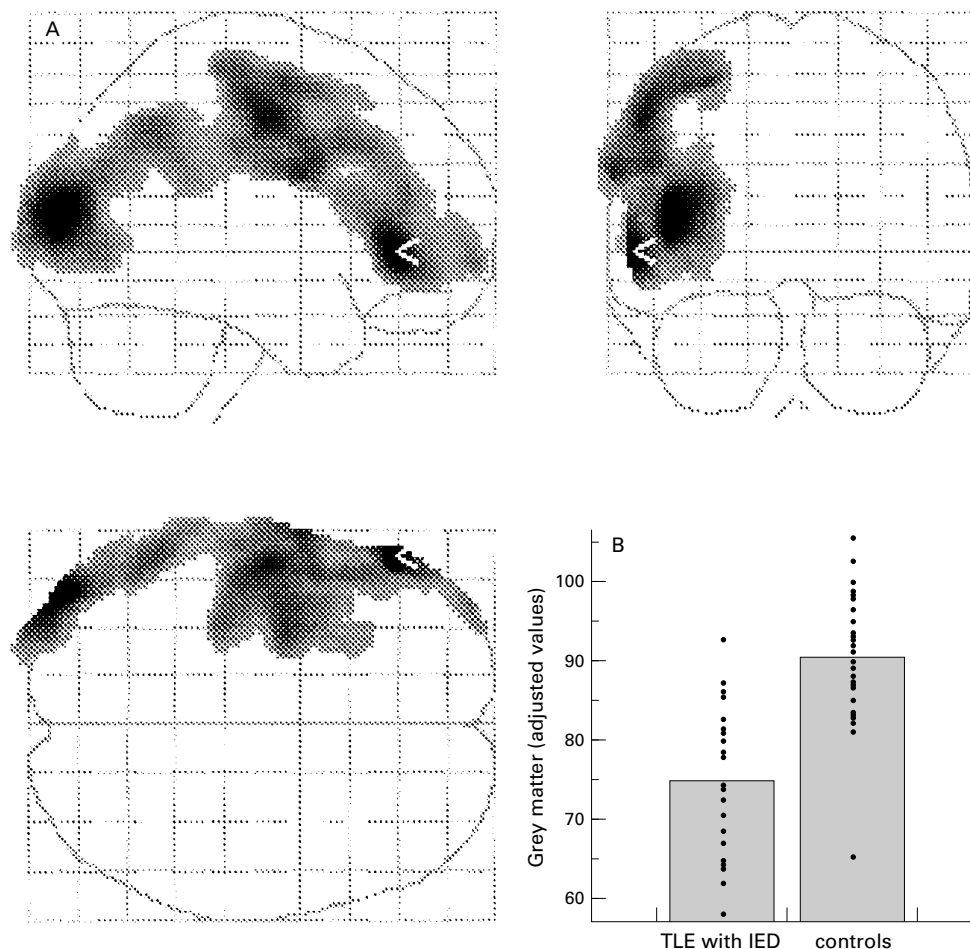 A
B
Grey matter (adjusted values)
100
90
80
70
60
TLE with IED
controls